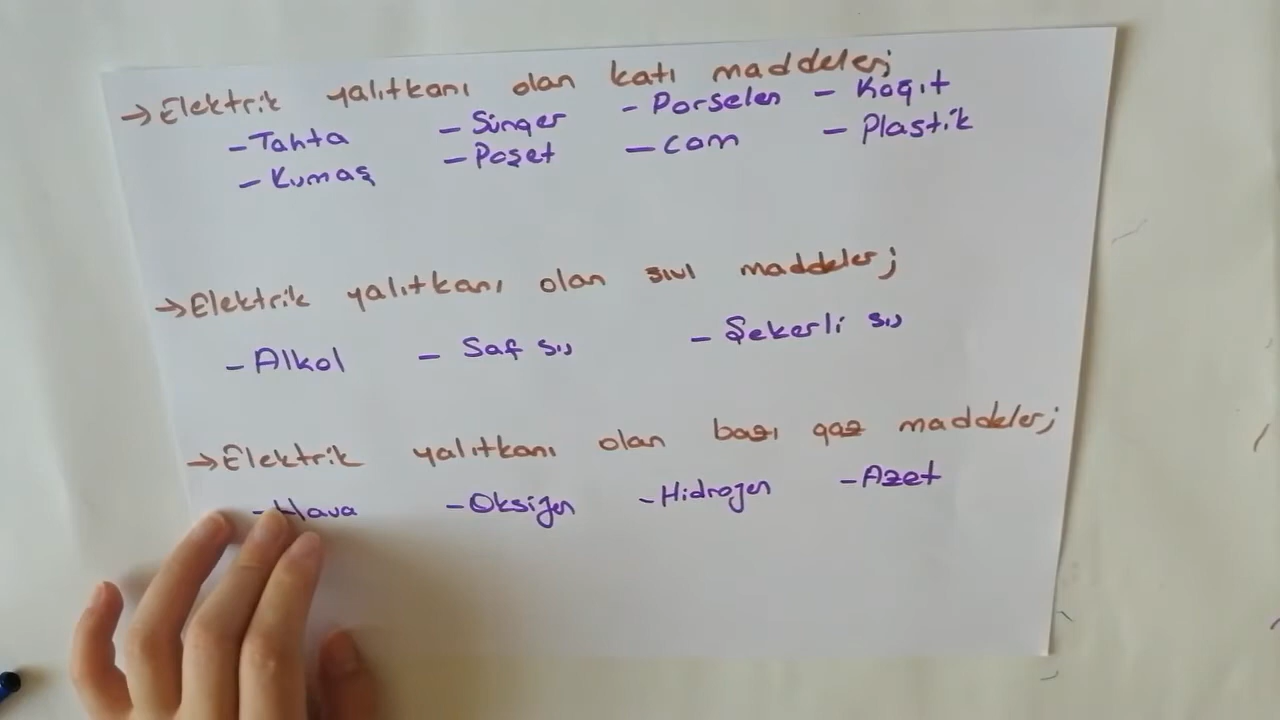 →Elektrik yalıtkanı olan katı maddeler;
-Tahta -Sünger -Porselen -Kağıt
-Kumaş -Poşet -Cam -Plastik
→Elektrik yalıtkanı olan sıvı maddeler;
-Alkol -Saf su -Şekerli su
→Elektrik yalıtkanı olan bazı gaz maddeler;
-Hava -Oksijen -Hidrojen -Azot